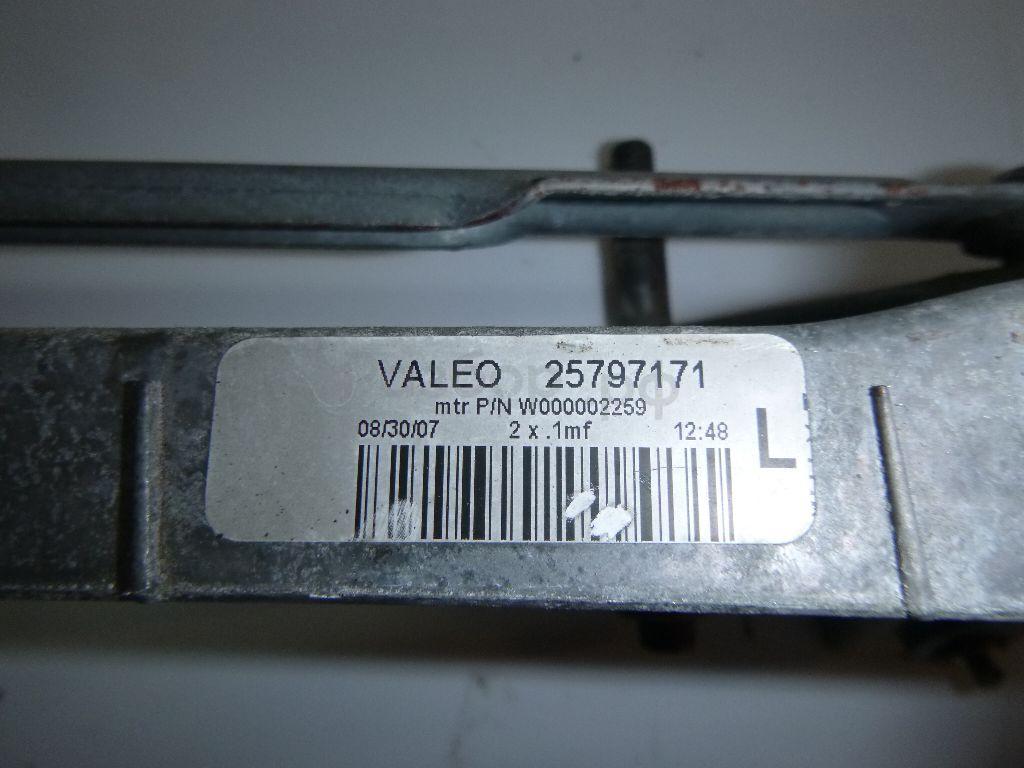 VALEO 25797171
mtr P/N W000002259
08/30/07 2 x .1mf 12:48
L